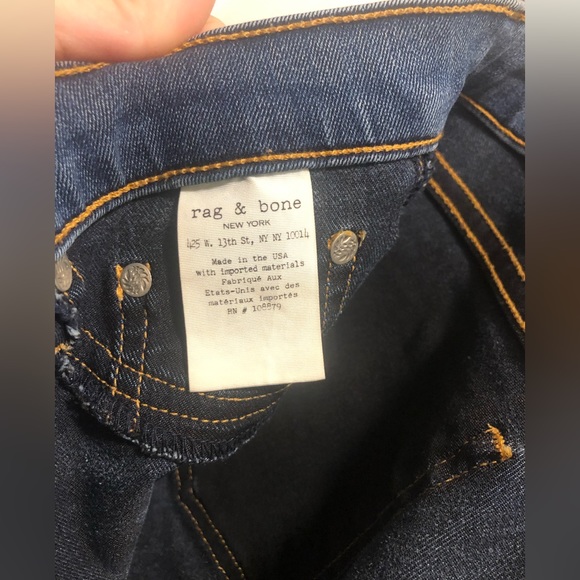 rag & bone
NEW YORK
425 W. 13th St, NY NY 10014
Made in the USA
with imported materials
Fabriqué Aux
États-Unis avec des
matériaux importés
RN # 108879